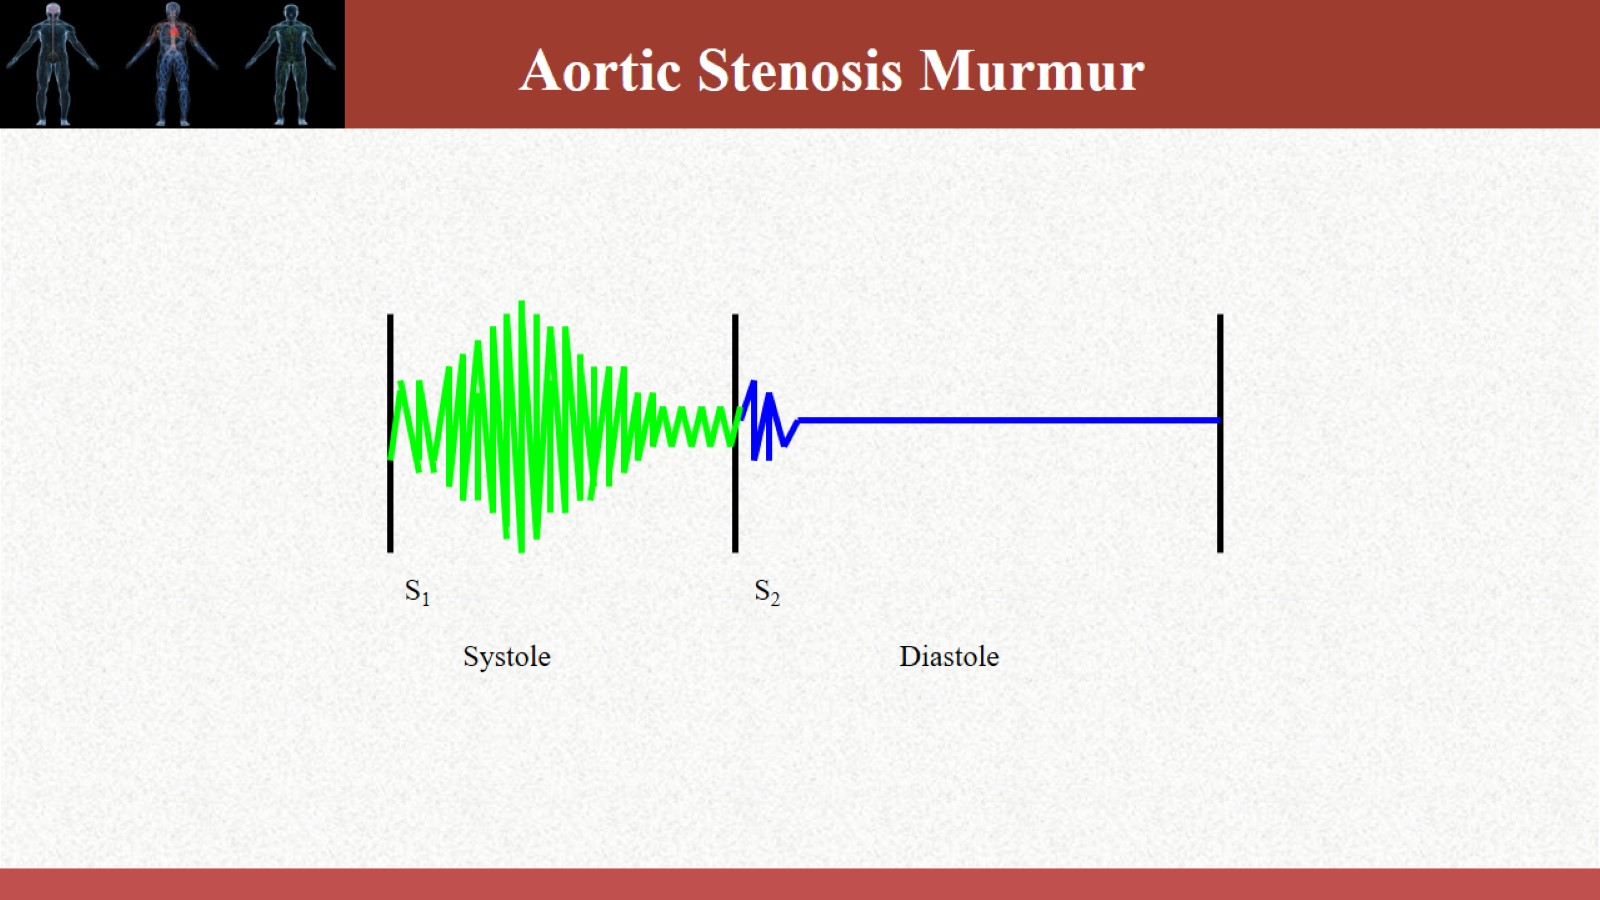 Aortic Stenosis Murmur
S₁ S₂
Systole Diastole